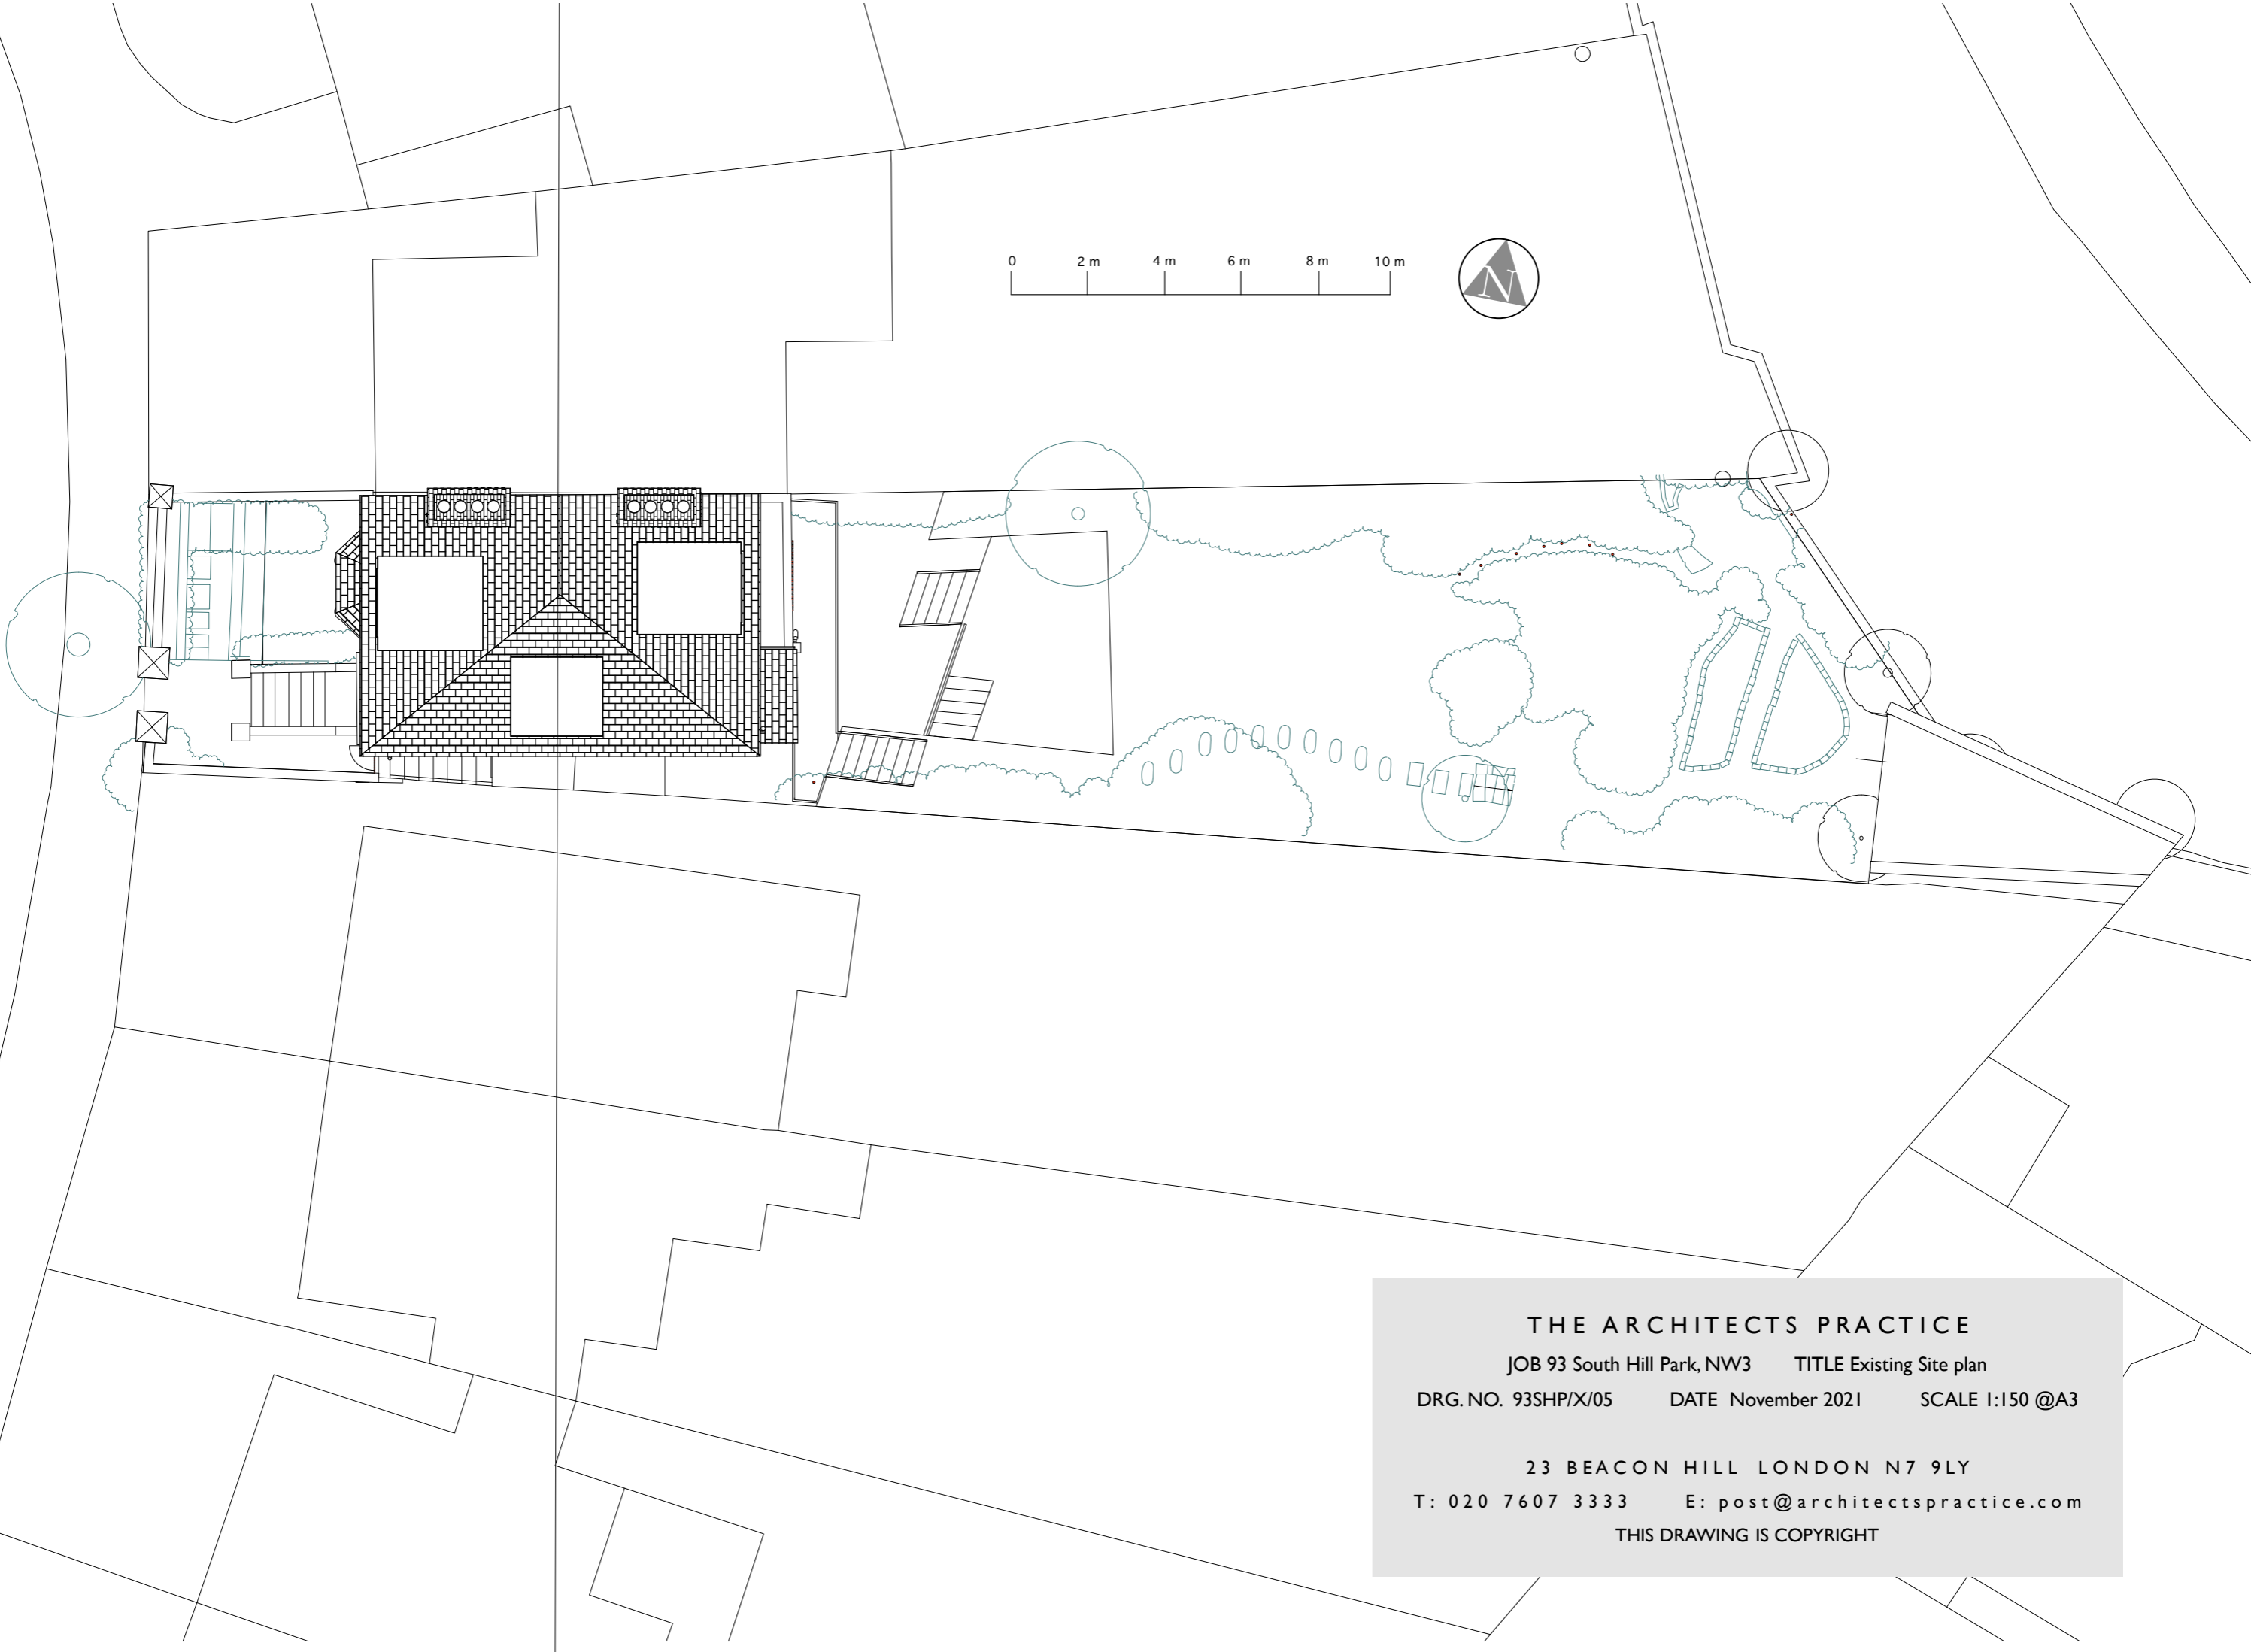 0 2 m 4 m 6 m 8 m 10 m
N
THE ARCHITECTS PRACTICE
JOB 93 South Hill Park, NW3 TITLE Existing Site plan
DRG. NO. 93SHP/X/05 DATE November 2021 SCALE 1:150 @A3
23 BEACON HILL LONDON N7 9LY
T: 020 7607 3333 E: post@architectspractice.com
THIS DRAWING IS COPYRIGHT